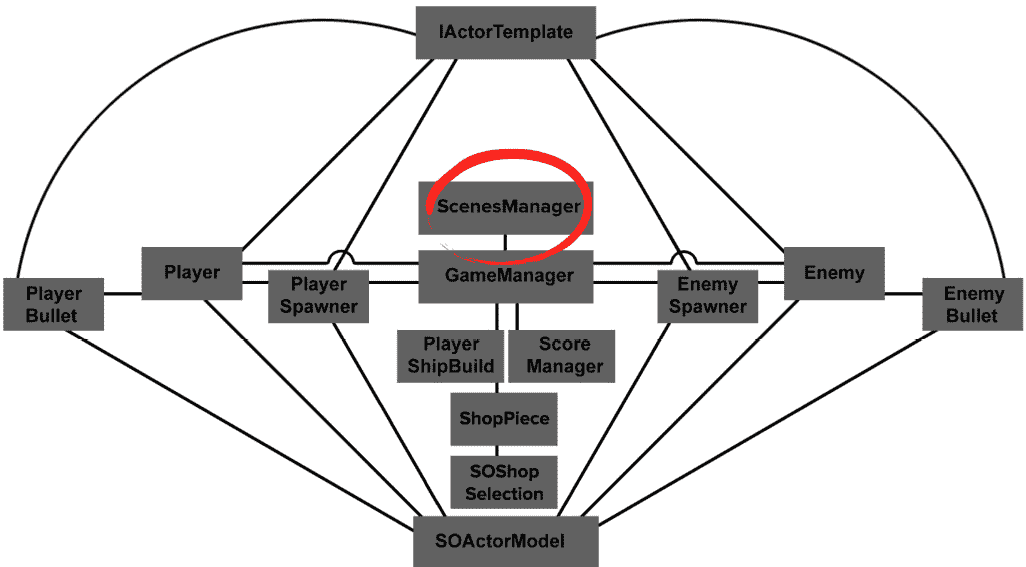 IActorTemplate
ScenesManager
GameManager
Player
Player
Spawner
Enemy
Spawner
Enemy
Player
Bullet
Enemy
Bullet
Player
ShipBuild
Score
Manager
ShopPiece
SOShop
Selection
SOActorModel